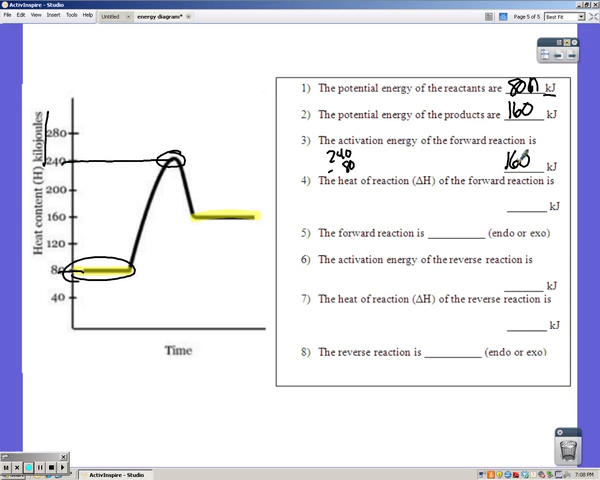 ActivInspire - Studio
File Edit View Insert Tools Help
Untitled
energy diagram*
Page 5 of 5
Best Fit
Heat content (H) kilojoules
280
240
200
160
120
80
40
Time
1) The potential energy of the reactants are 80 kJ
2) The potential energy of the products are 160 kJ
3) The activation energy of the forward reaction is
240
- 80
160 kJ
4) The heat of reaction (ΔH) of the forward reaction is
______ kJ
5) The forward reaction is __________ (endo or exo)
6) The activation energy of the reverse reaction is
______ kJ
7) The heat of reaction (ΔH) of the reverse reaction is
______ kJ
8) The reverse reaction is __________ (endo or exo)
ActivInspire - Studio
7:08 PM